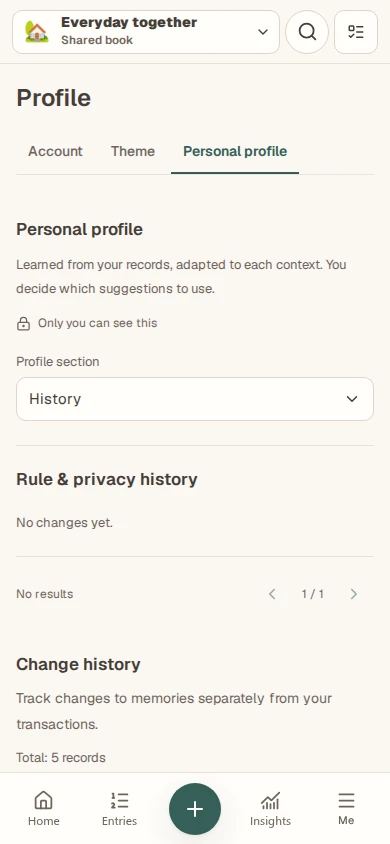 Everyday together
Shared book
Profile
Account
Theme
Personal profile
Personal profile
Learned from your records, adapted to each context. You
decide which suggestions to use.
Only you can see this
Profile section
History
Rule & privacy history
No changes yet.
No results
1 / 1
Change history
Track changes to memories separately from your
transactions.
Total: 5 records
Home
Entries
Insights
Me